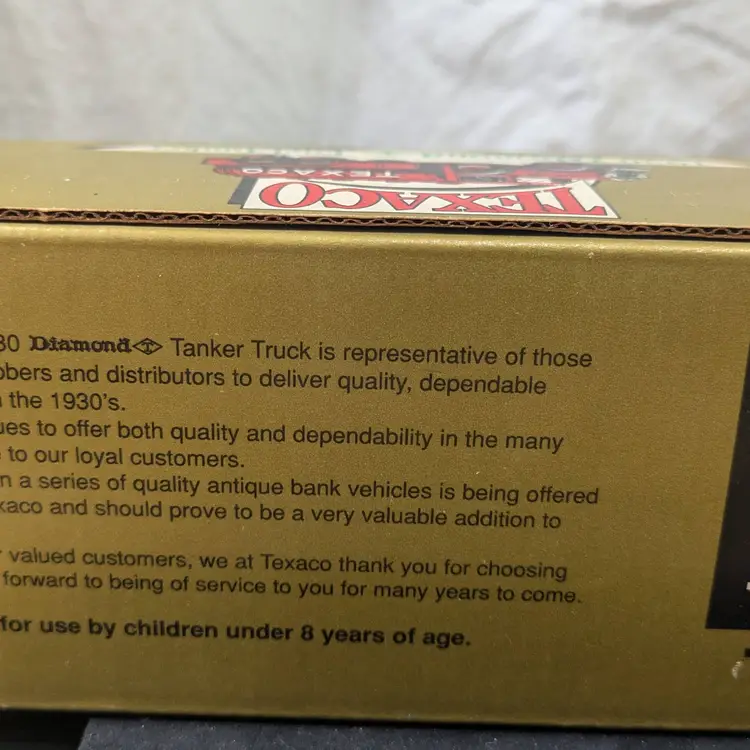 TEXACO
TEXACO
30 Diamond T Tanker Truck is representative of those
bbers and distributors to deliver quality, dependable
the 1930's.
ues to offer both quality and dependability in the many
to our loyal customers.
n a series of quality antique bank vehicles is being offered
xaco and should prove to be a very valuable addition to
valued customers, we at Texaco thank you for choosing
forward to being of service to you for many years to come.
for use by children under 8 years of age.